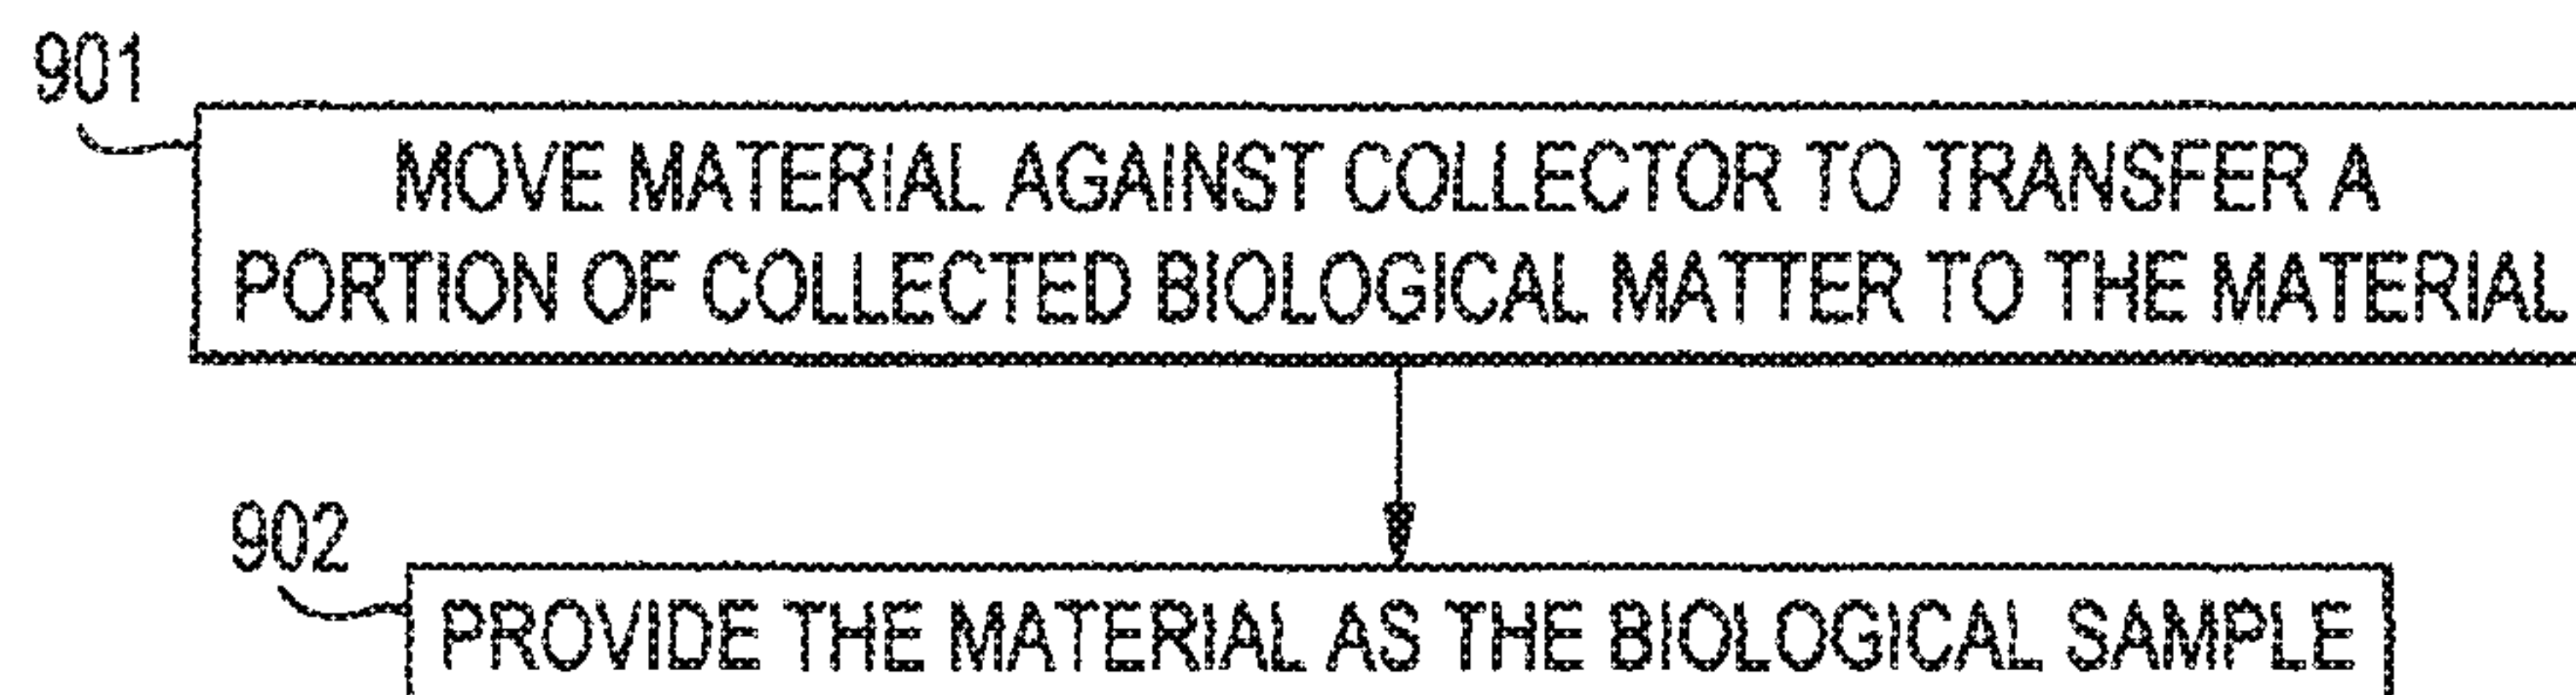 901
MOVE MATERIAL AGAINST COLLECTOR TO TRANSFER A
PORTION OF COLLECTED BIOLOGICAL MATTER TO THE MATERIAL
902
PROVIDE THE MATERIAL AS THE BIOLOGICAL SAMPLE